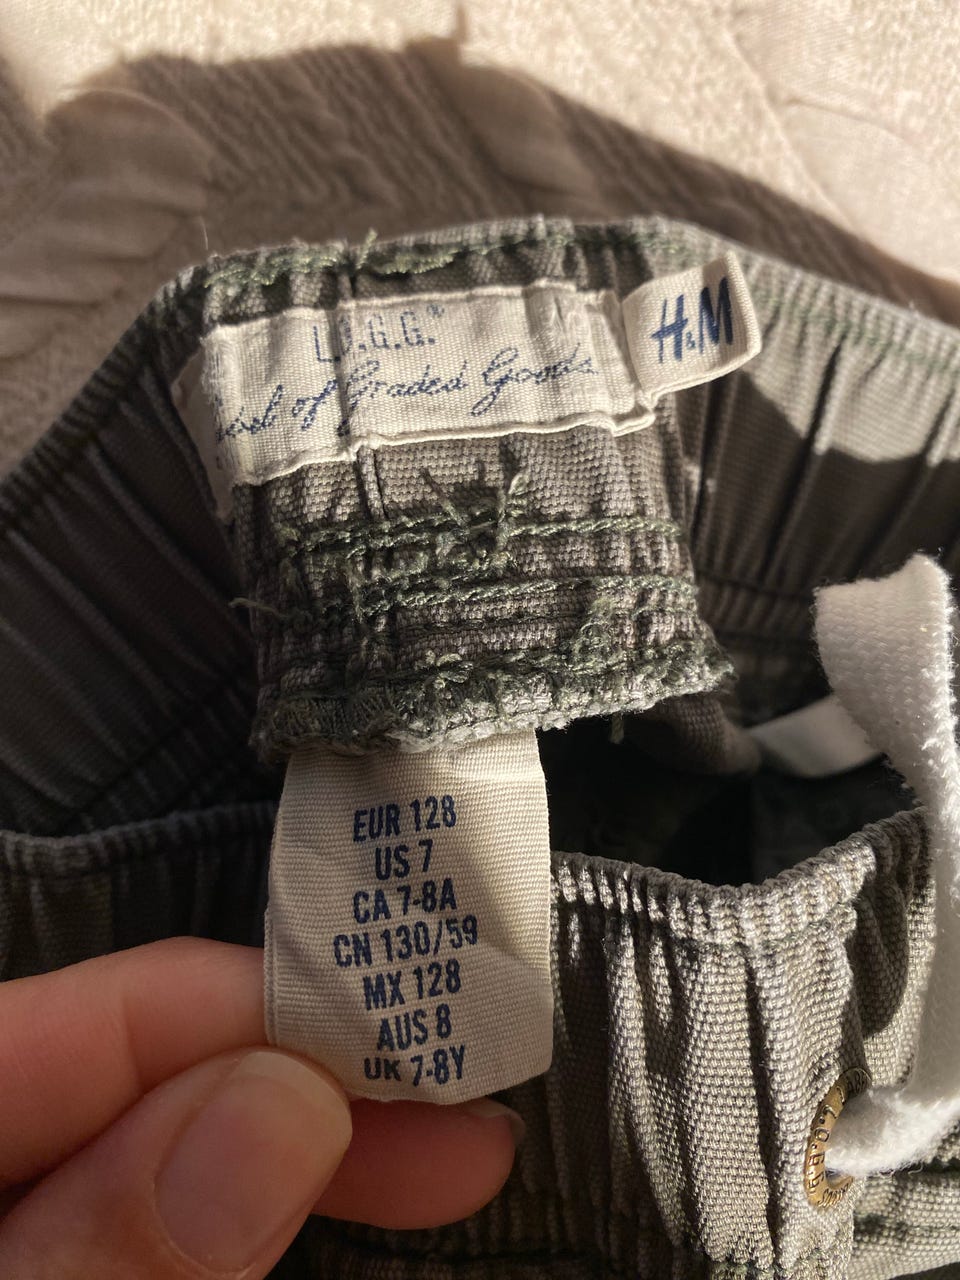 L.O.G.G.®
Label of Graded Goods
H&M
EUR 128
US 7
CA 7-8A
CN 130/59
MX 128
AUS 8
UK 7-8Y
L.O.G.G